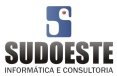 SUDOESTE
INFORMÁTICA E CONSULTORIA